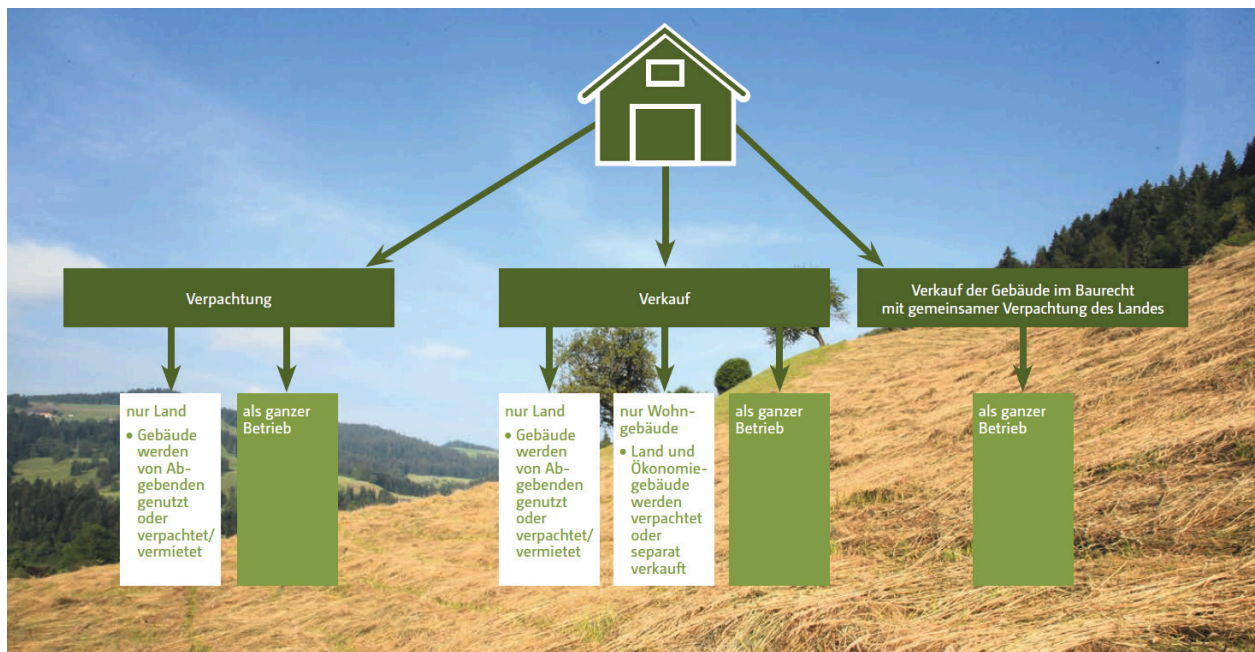 Verpachtung
Verkauf
Verkauf der Gebäude im Baurecht
mit gemeinsamer Verpachtung des Landes
nur Land
• Gebäude
werden
von Ab-
gebenden
genutzt
oder
verpachtet/
vermietet
als ganzer
Betrieb
nur Land
• Gebäude
werden
von Ab-
gebenden
genutzt
oder
verpachtet/
vermietet
nur Wohn-
gebäude
• Land und
Ökonomie-
gebäude
werden
verpachtet
oder
separat
verkauft
als ganzer
Betrieb
als ganzer
Betrieb